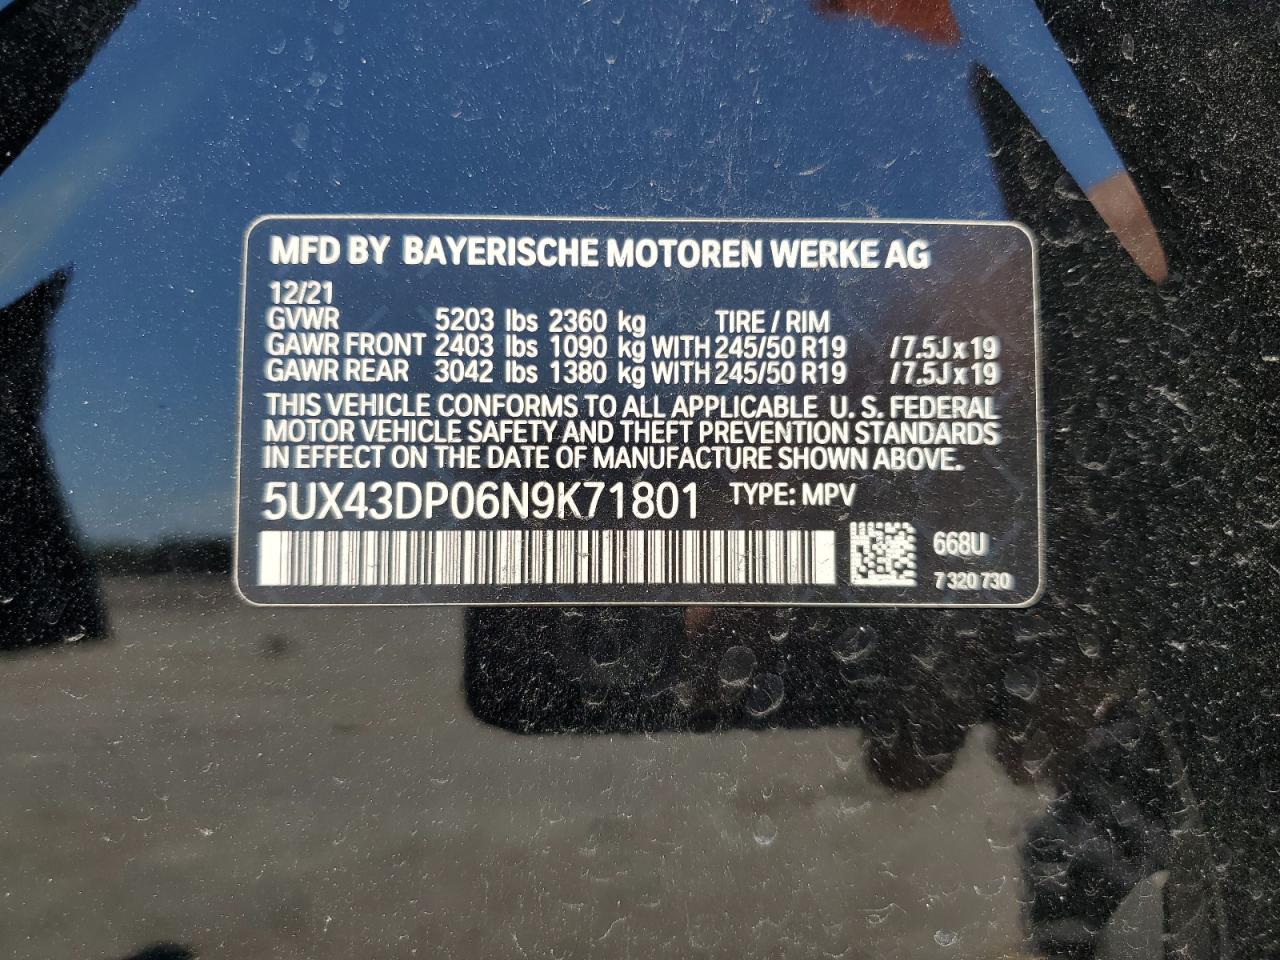 MFD BY BAYERISCHE MOTOREN WERKE AG
12/21
GVWR 5203 lbs 2360 kg TIRE / RIM
GAWR FRONT 2403 lbs 1090 kg WITH 245/50 R19 / 7.5J x 19
GAWR REAR 3042 lbs 1380 kg WITH 245/50 R19 / 7.5J x 19
THIS VEHICLE CONFORMS TO ALL APPLICABLE U. S. FEDERAL
MOTOR VEHICLE SAFETY AND THEFT PREVENTION STANDARDS
IN EFFECT ON THE DATE OF MANUFACTURE SHOWN ABOVE.
5UX43DP06N9K71801 TYPE: MPV
668U
7 320 730